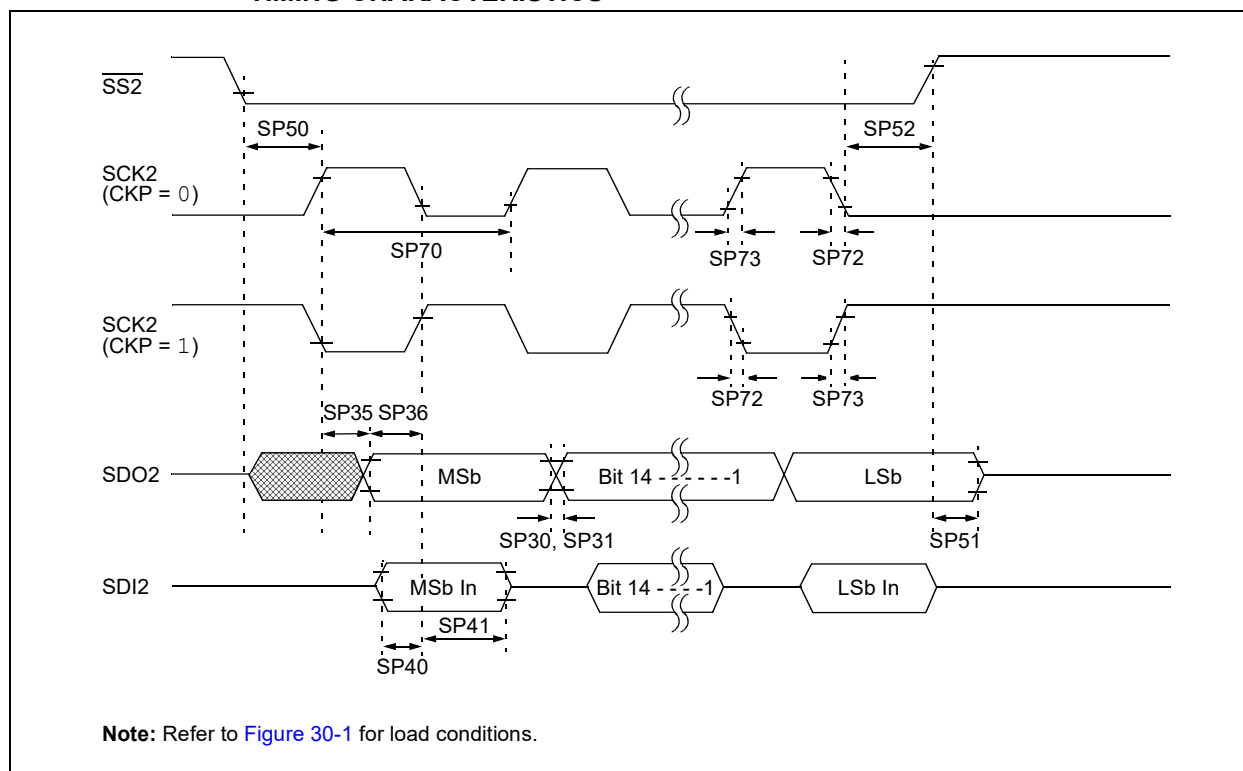 SS2
SP50
SP52
SCK2
(CKP = 0)
SP70
SP73
SP72
SCK2
(CKP = 1)
SP72
SP73
SP35 SP36
SDO2
MSb
Bit 14 - - - - - -1
LSb
SP30, SP31
SP51
SDI2
MSb In
Bit 14 - - - -1
LSb In
SP41
SP40
Note: Refer to Figure 30-1 for load conditions.